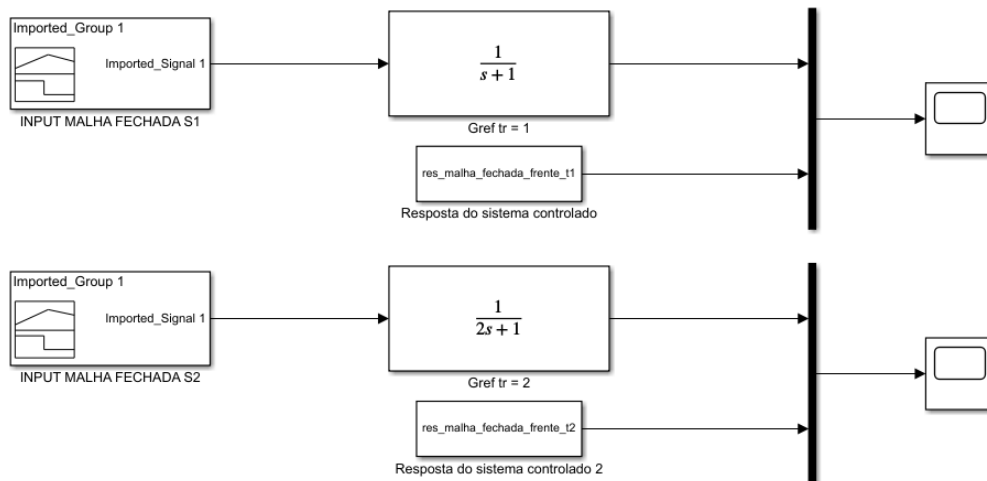 Imported_Group 1
Imported_Signal 1
INPUT MALHA FECHADA S1
1
s + 1
Gref tr = 1
res_malha_fechada_frente_t1
Resposta do sistema controlado
Imported_Group 1
Imported_Signal 1
INPUT MALHA FECHADA S2
1
2s + 1
Gref tr = 2
res_malha_fechada_frente_t2
Resposta do sistema controlado 2